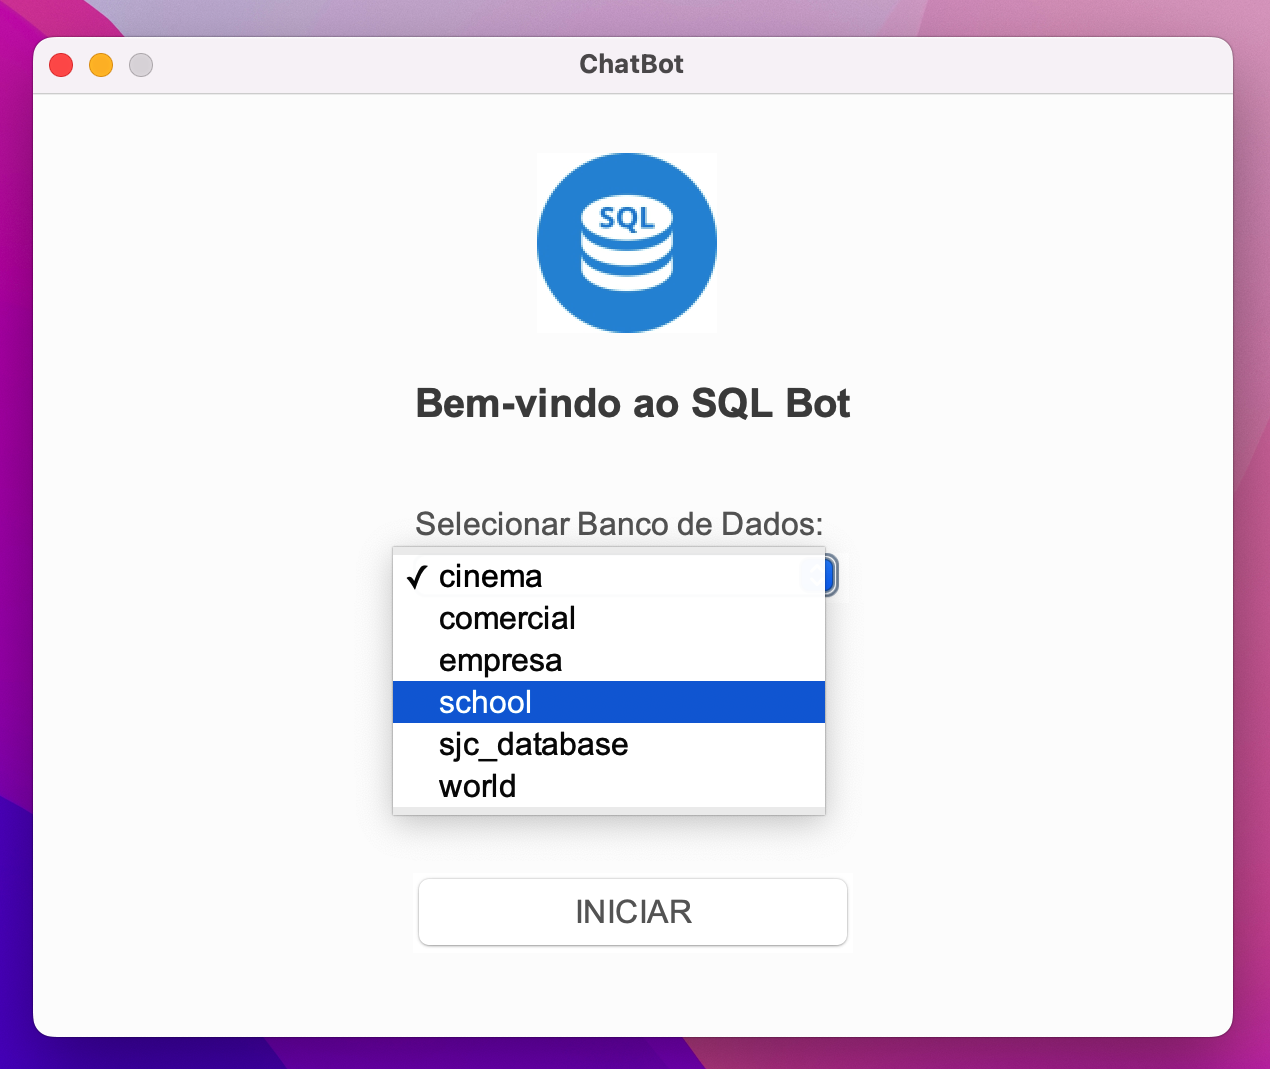 ChatBot
SQL
Bem-vindo ao SQL Bot
Selecionar Banco de Dados:
✓ cinema
comercial
empresa
school
sjc_database
world
INICIAR